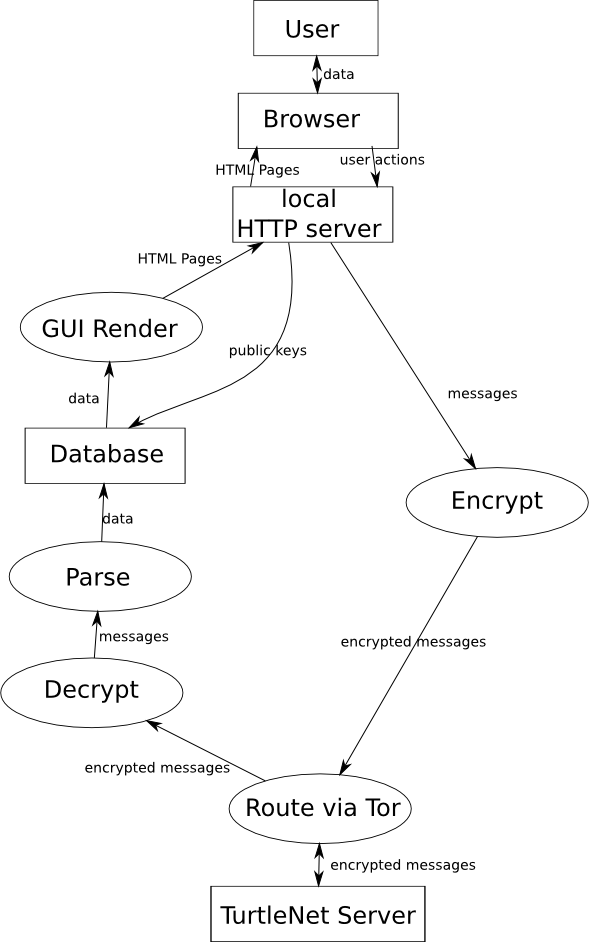 User
data
Browser
user actions
HTML Pages
local
HTTP server
HTML Pages
GUI Render
public keys
messages
data
Database
Encrypt
data
Parse
messages
encrypted messages
Decrypt
encrypted messages
Route via Tor
encrypted messages
TurtleNet Server